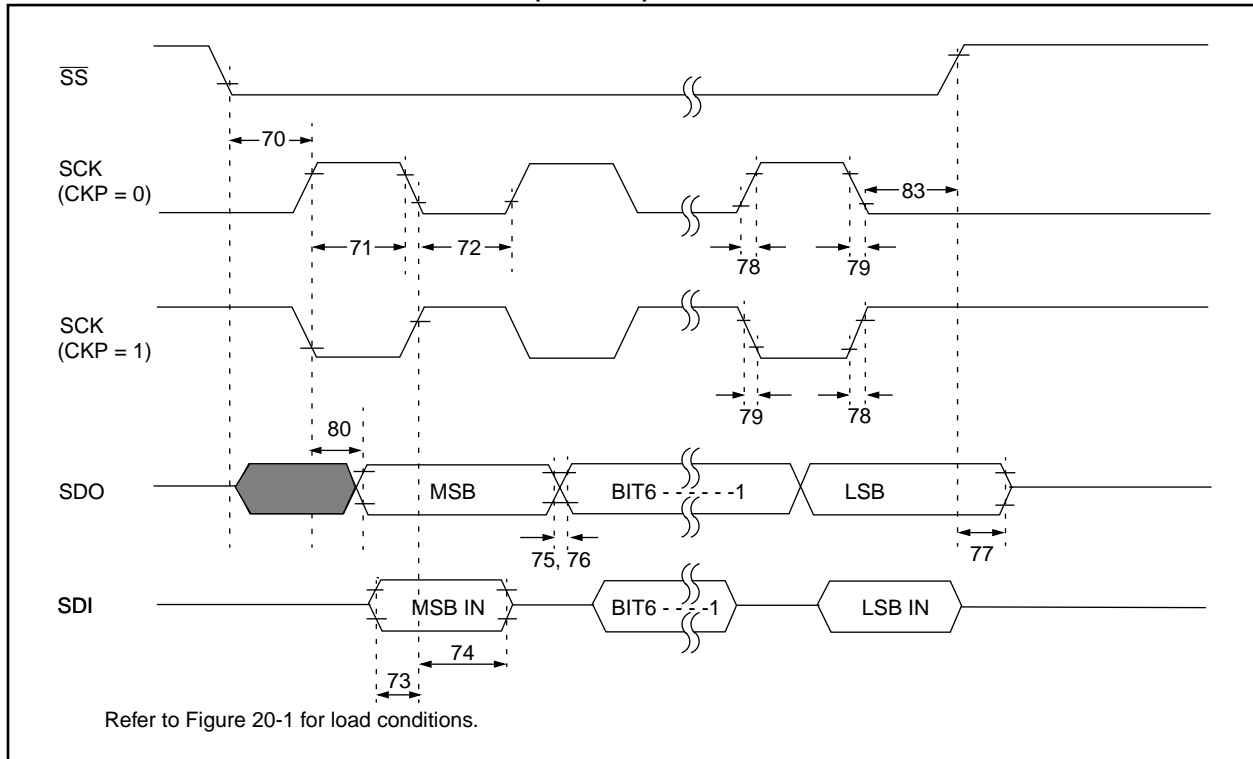 SS
70
SCK
(CKP = 0)
83
71
72
78
79
SCK
(CKP = 1)
79
78
80
SDO
MSB
BIT6 - - - - - - -1
LSB
75, 76
77
SDI
MSB IN
BIT6 - - - - -1
LSB IN
74
73
Refer to Figure 20-1 for load conditions.